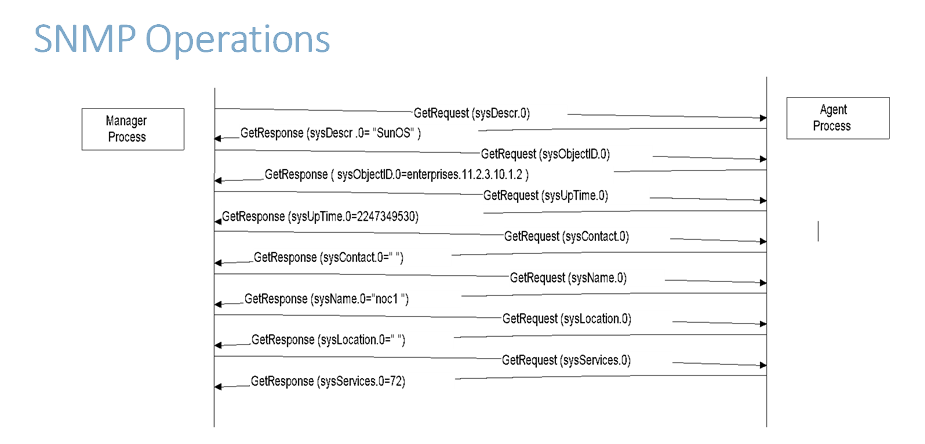 SNMP Operations
Manager
Process
Agent
Process
GetRequest (sysDescr.0)
GetResponse (sysDescr .0= "SunOS" )
GetRequest (sysObjectID.0)
GetResponse ( sysObjectID.0=enterprises.11.2.3.10.1.2 )
GetRequest (sysUpTime.0)
GetResponse (sysUpTime.0=2247349530)
GetRequest (sysContact.0)
GetResponse (sysContact.0=" ")
GetRequest (sysName.0)
GetResponse (sysName.0="noc1 ")
GetRequest (sysLocation.0)
GetResponse (sysLocation.0=" ")
GetRequest (sysServices.0)
GetResponse (sysServices.0=72)